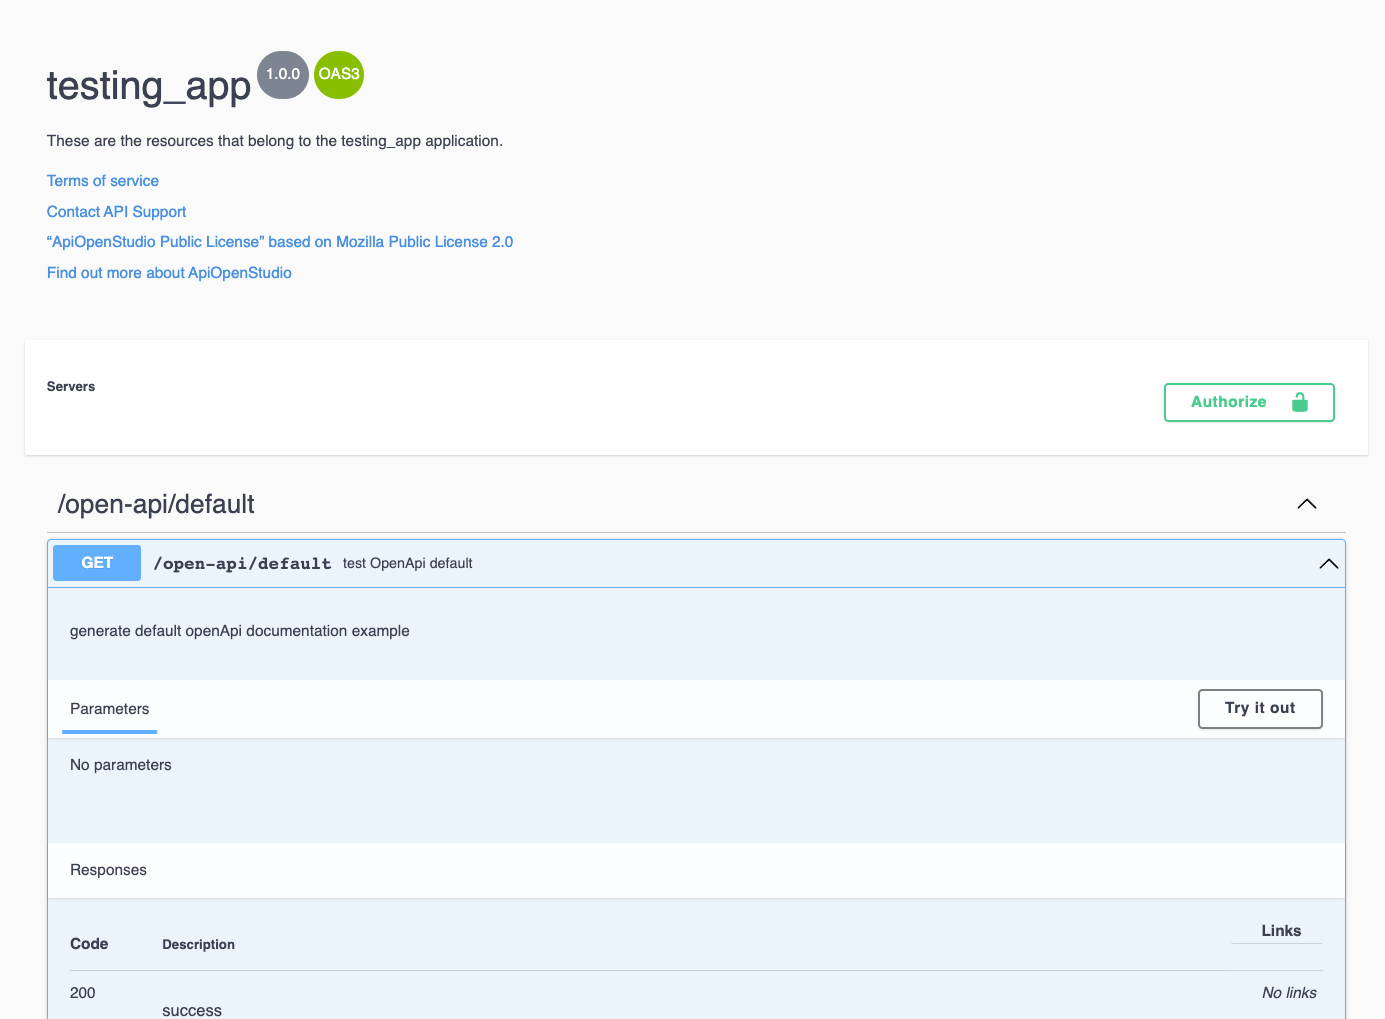 testing_app 1.0.0 OAS3
These are the resources that belong to the testing_app application.
Terms of service
Contact API Support
“ApiOpenStudio Public License” based on Mozilla Public License 2.0
Find out more about ApiOpenStudio
Servers
Authorize
/open-api/default
GET /open-api/default test OpenApi default
generate default openApi documentation example
Parameters
Try it out
No parameters
Responses
Code Description Links
200 No links
success